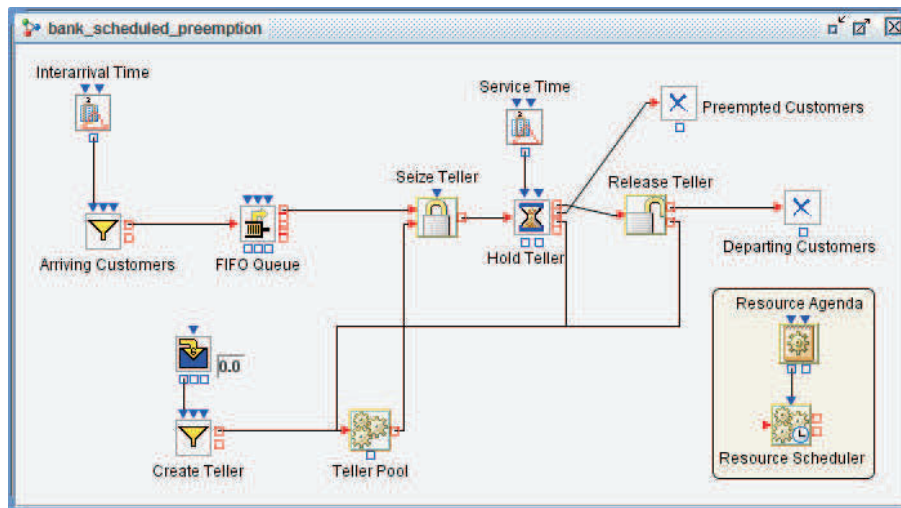 bank_scheduled_preemption
Interarrival Time
Service Time
Preempted Customers
Seize Teller
Release Teller
Arriving Customers
FIFO Queue
Hold Teller
Departing Customers
Resource Agenda
0.0
Create Teller
Teller Pool
Resource Scheduler